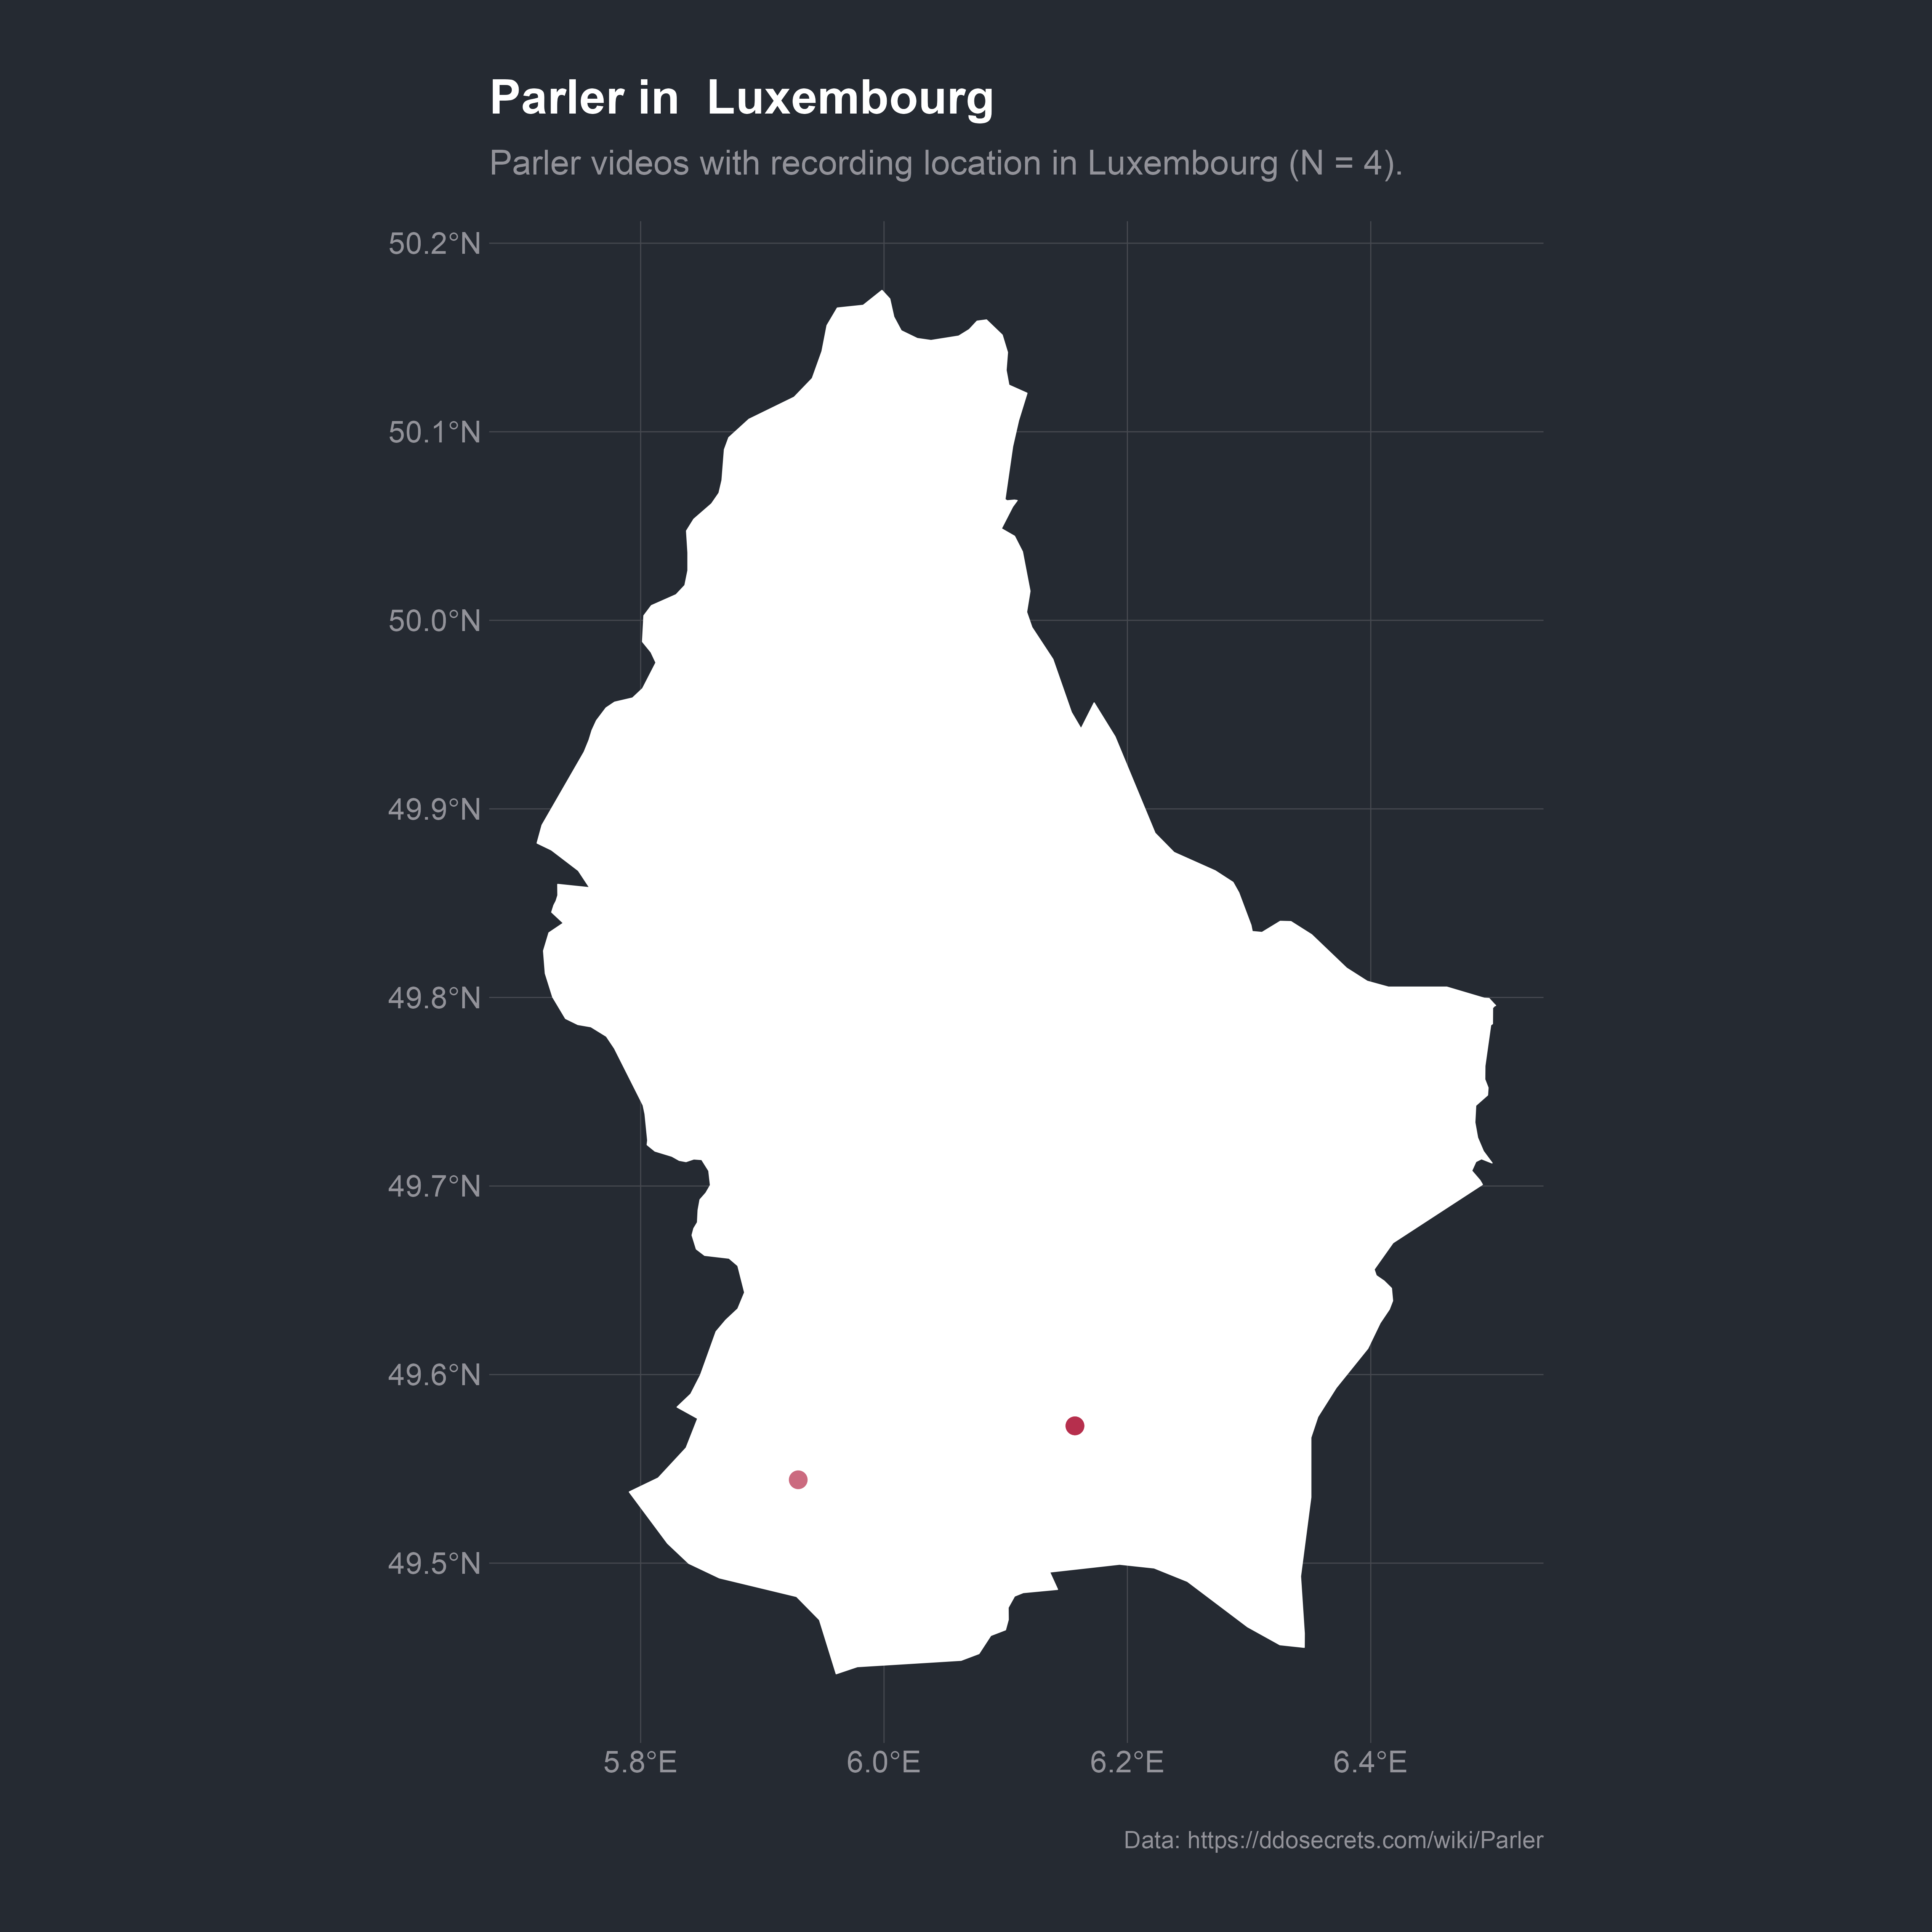 Parler in  Luxembourg
Parler videos with recording location in Luxembourg (N = 4).
50.2°N
50.1°N
50.0°N
49.9°N
49.8°N
49.7°N
49.6°N
49.5°N
5.8°E
6.0°E
6.2°E
6.4°E
Data: https://ddosecrets.com/wiki/Parler